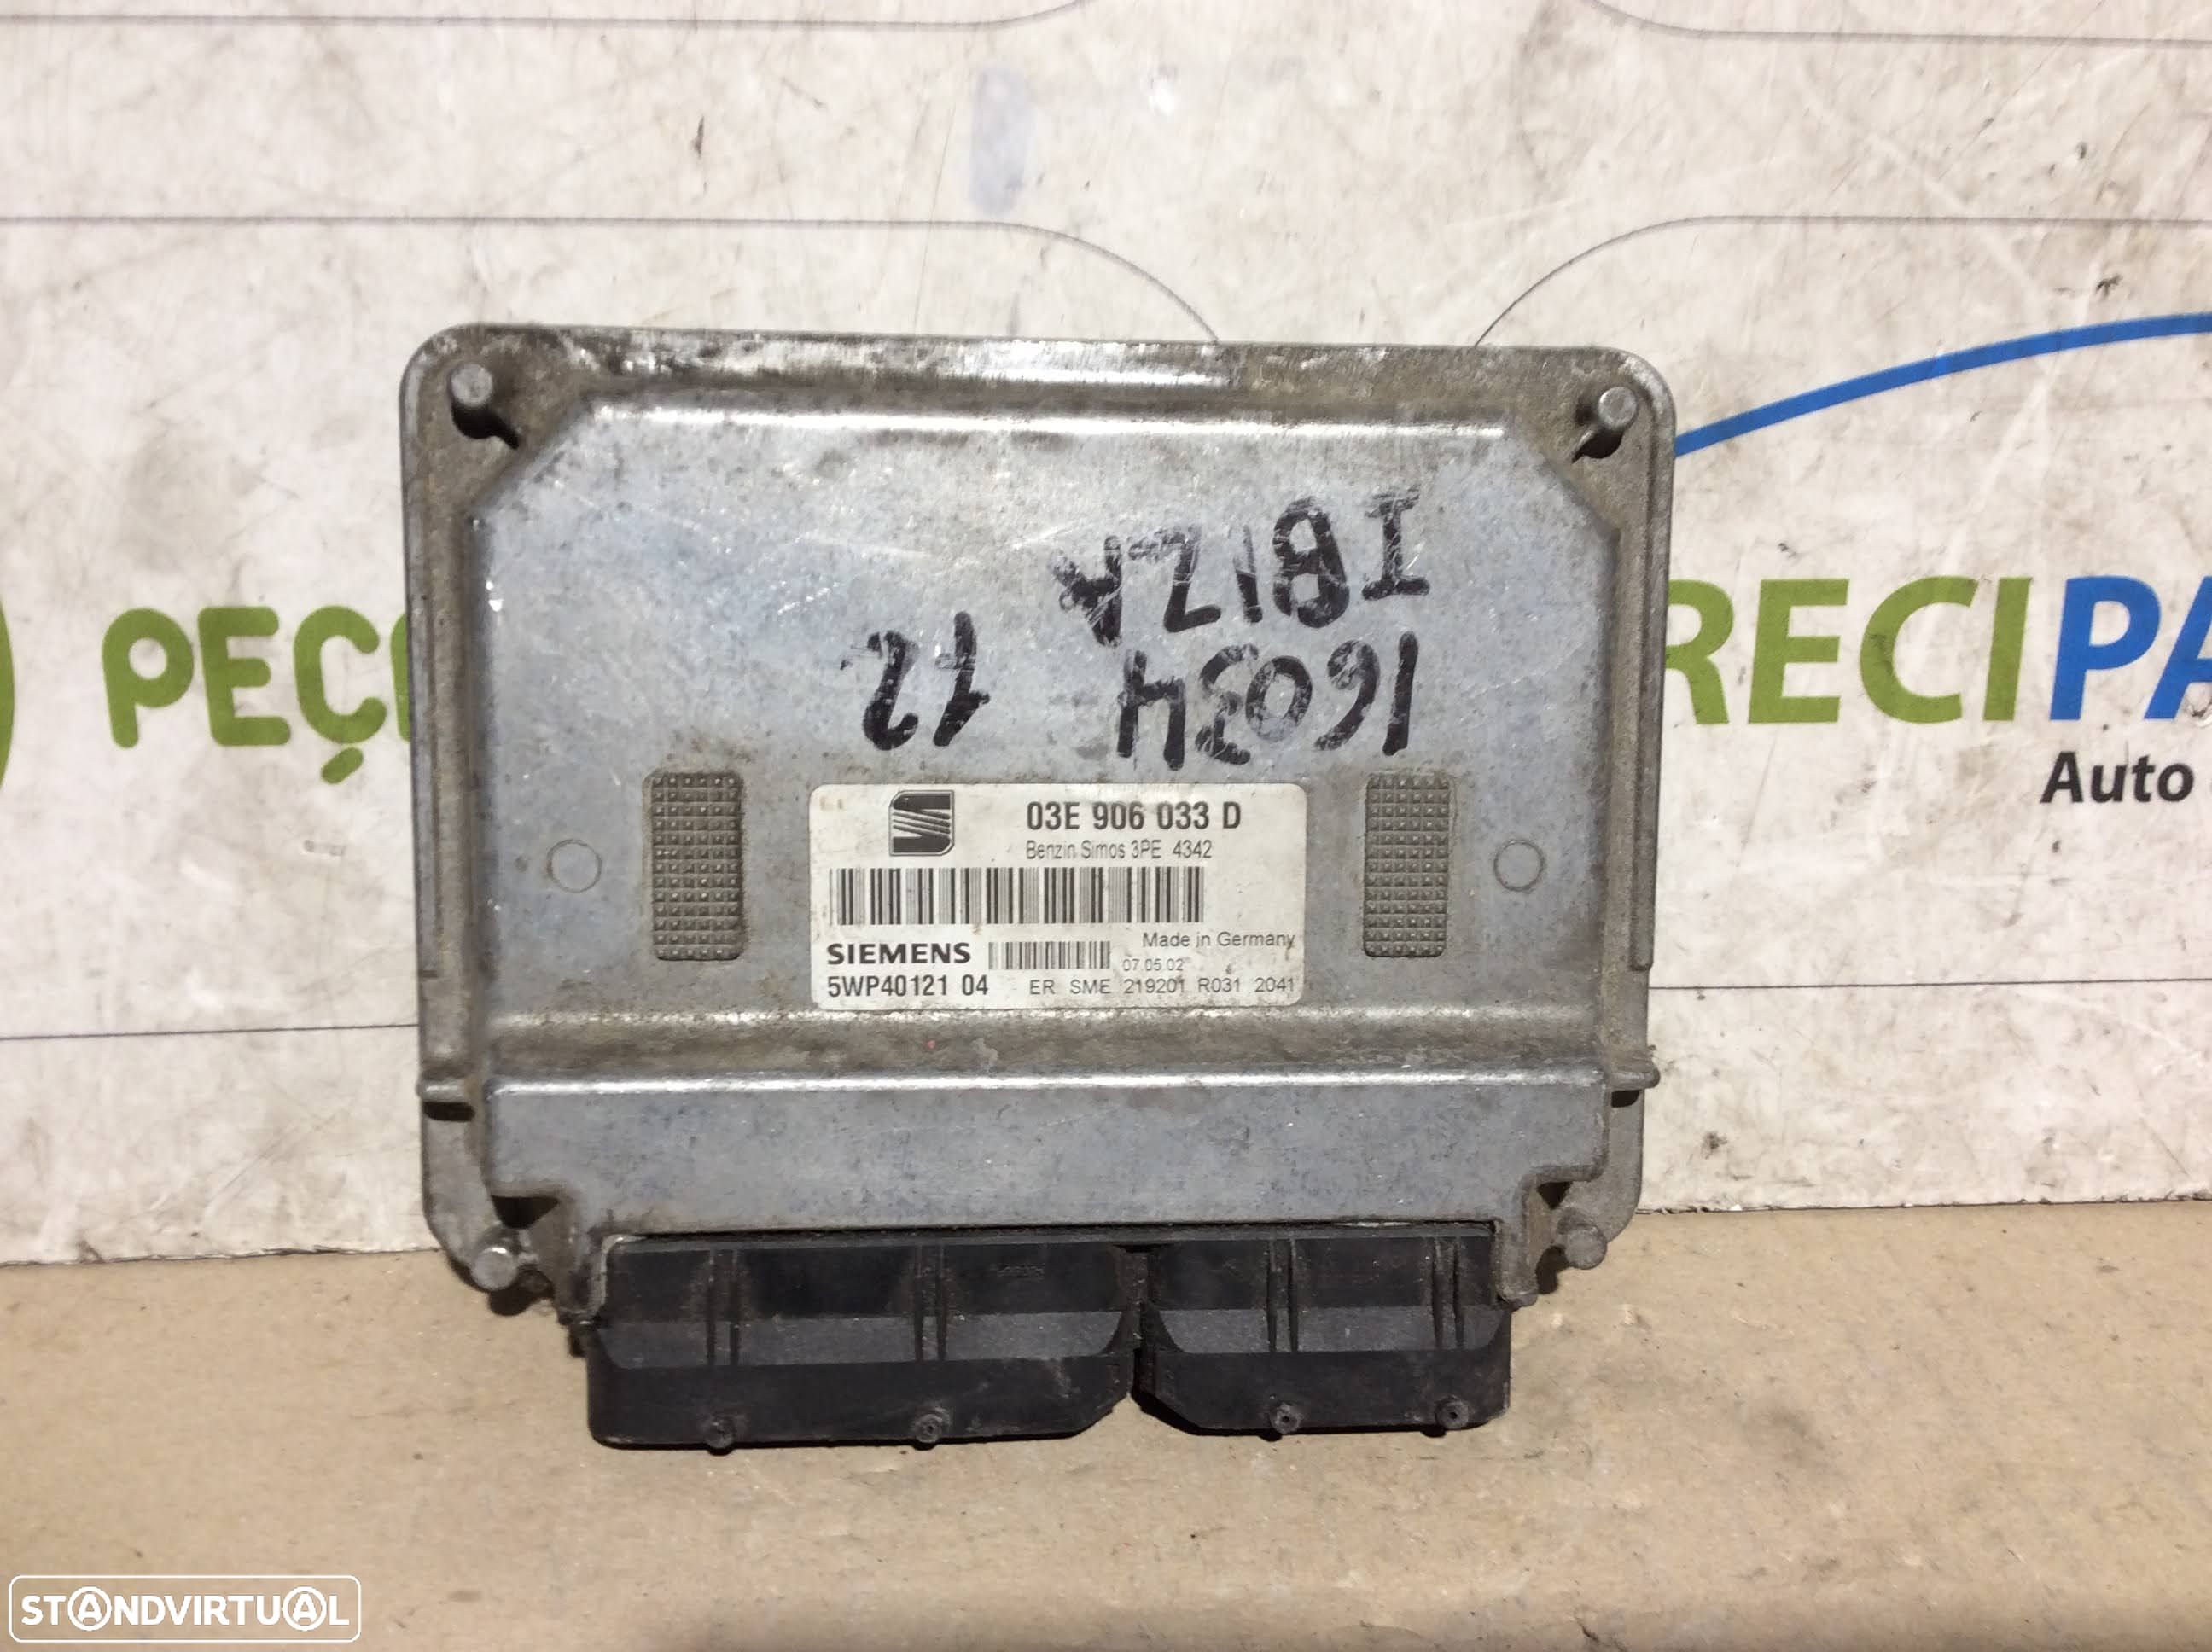 IBIZA
16034 12
PEÇ
RECIPA
Auto
03E 906 033 D
Benzin Simos 3PE 4342
SIEMENS
Made in Germany
07 05 02
5WP40121 04 ER SME 219201 R031 2041
STANDVIRTUAL